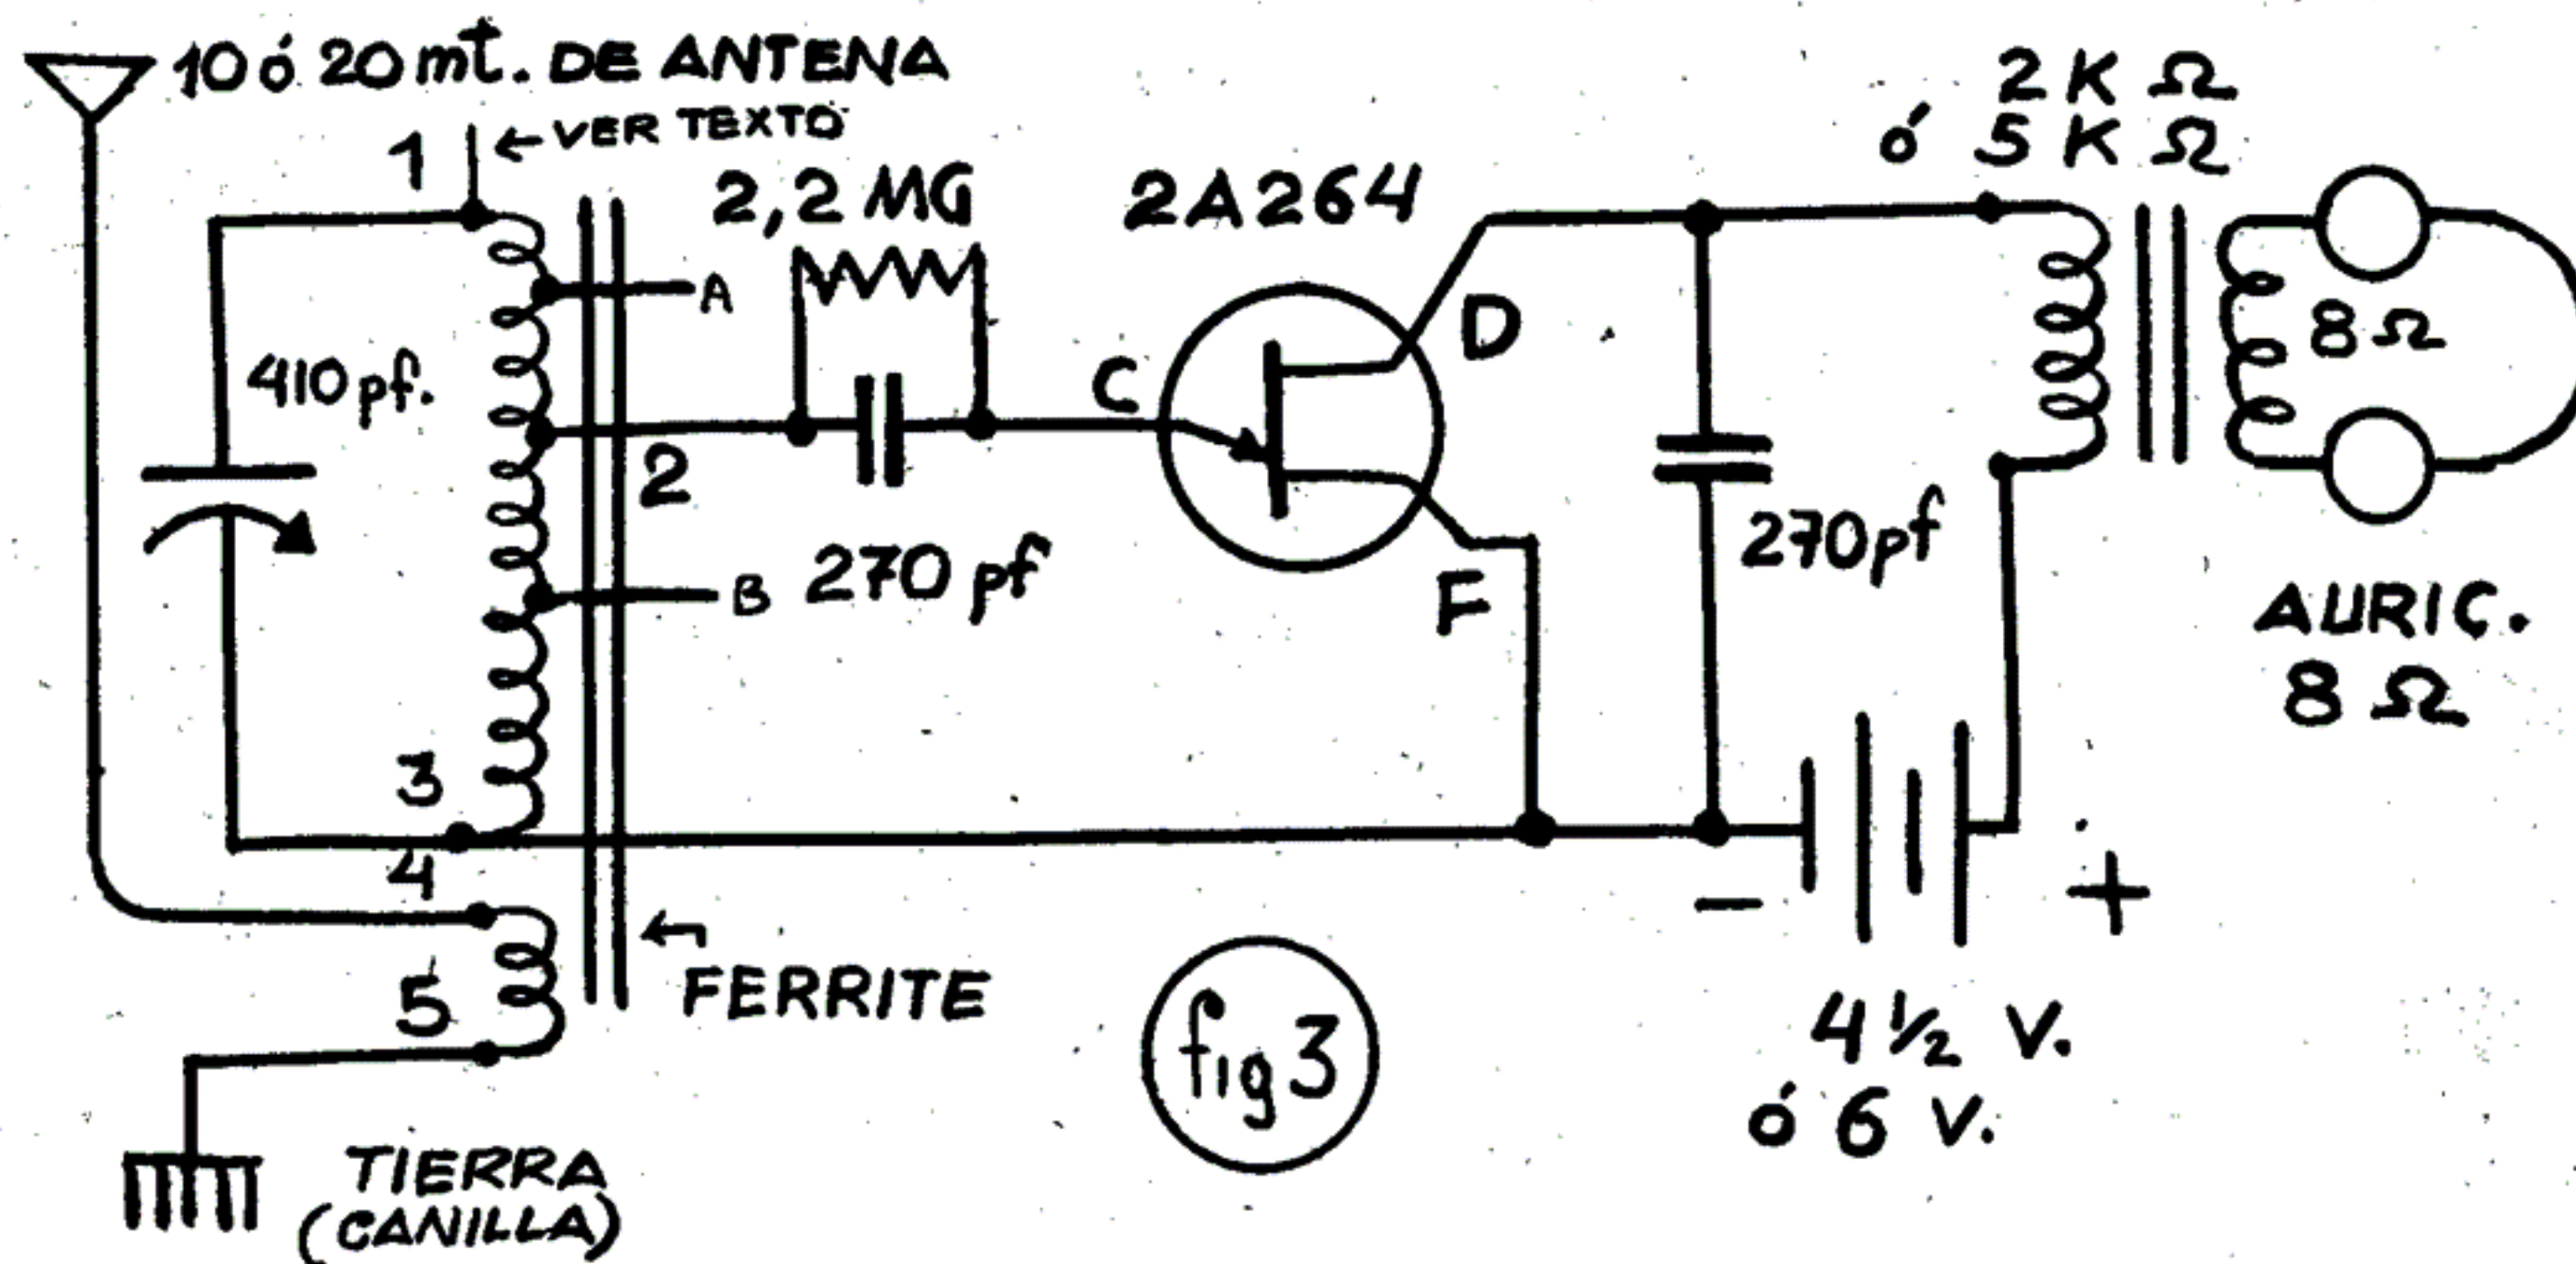 10 ó 20 mt. DE ANTENA
1 ← VER TEXTO
2,2 MG
2A264
2 K Ω
ó 5 K Ω
A
410 pf.
C
D
8 Ω
2
270 pf
270 pf
B
F
AURIC.
8 Ω
3
4
- +
← FERRITE
5
fig 3
4 ½ V.
ó 6 V.
TIERRA
(CANILLA)